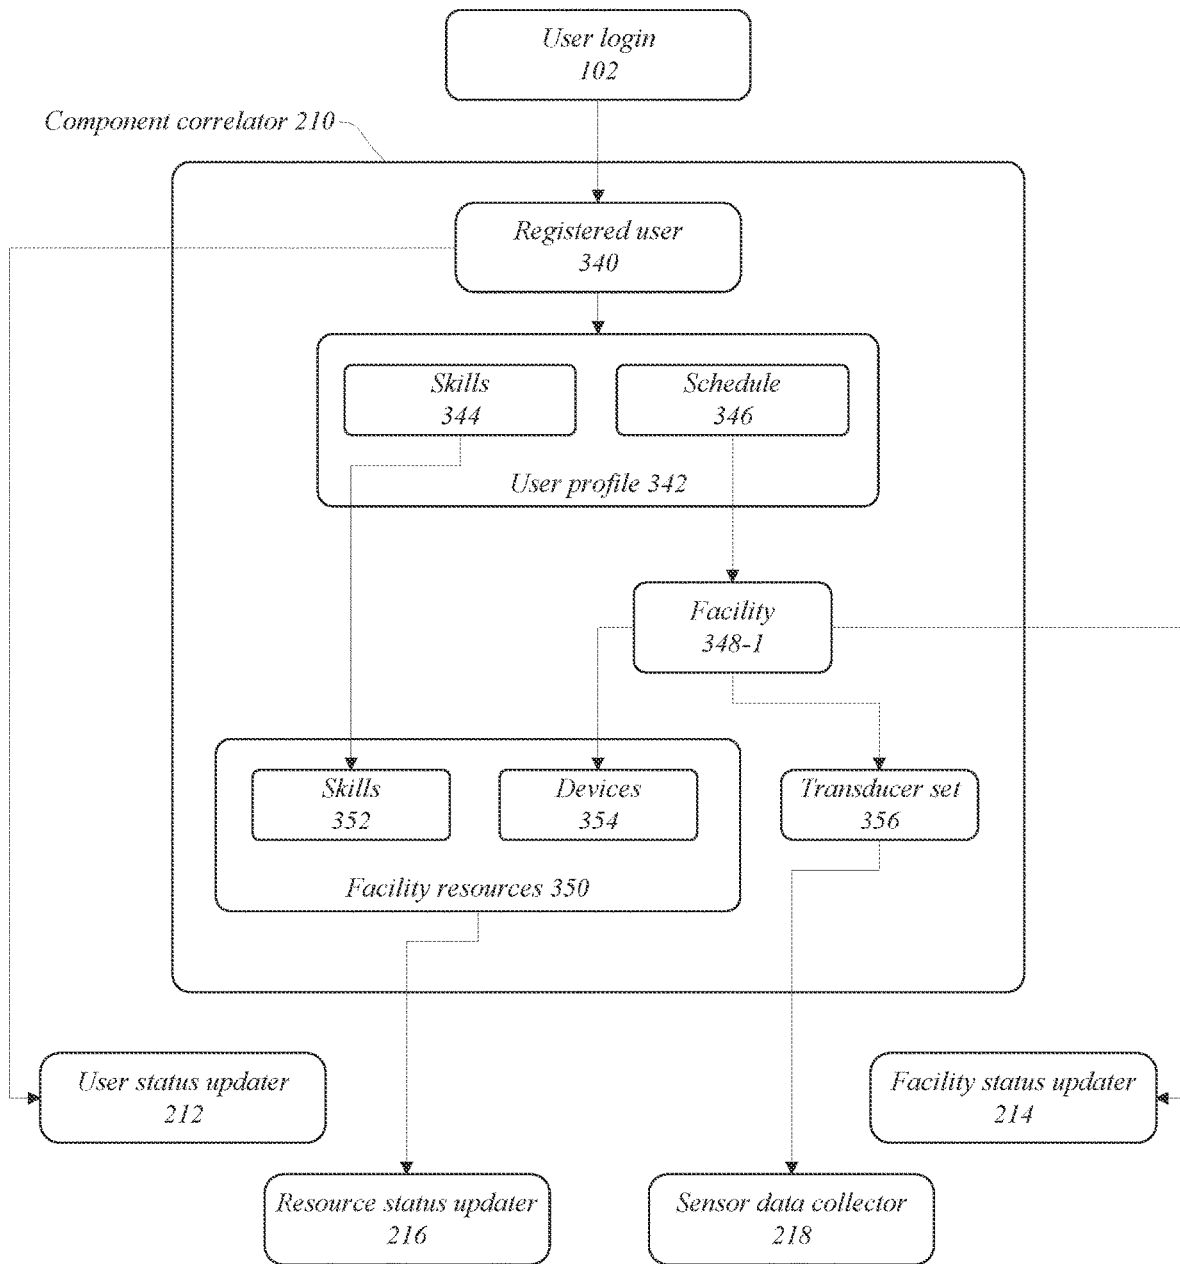 User login
102
Component correlator 210
Registered user
340
Skills
344
Schedule
346
User profile 342
Facility
348-1
Skills
352
Devices
354
Transducer set
356
Facility resources 350
User status updater
212
Facility status updater
214
Resource status updater
216
Sensor data collector
218